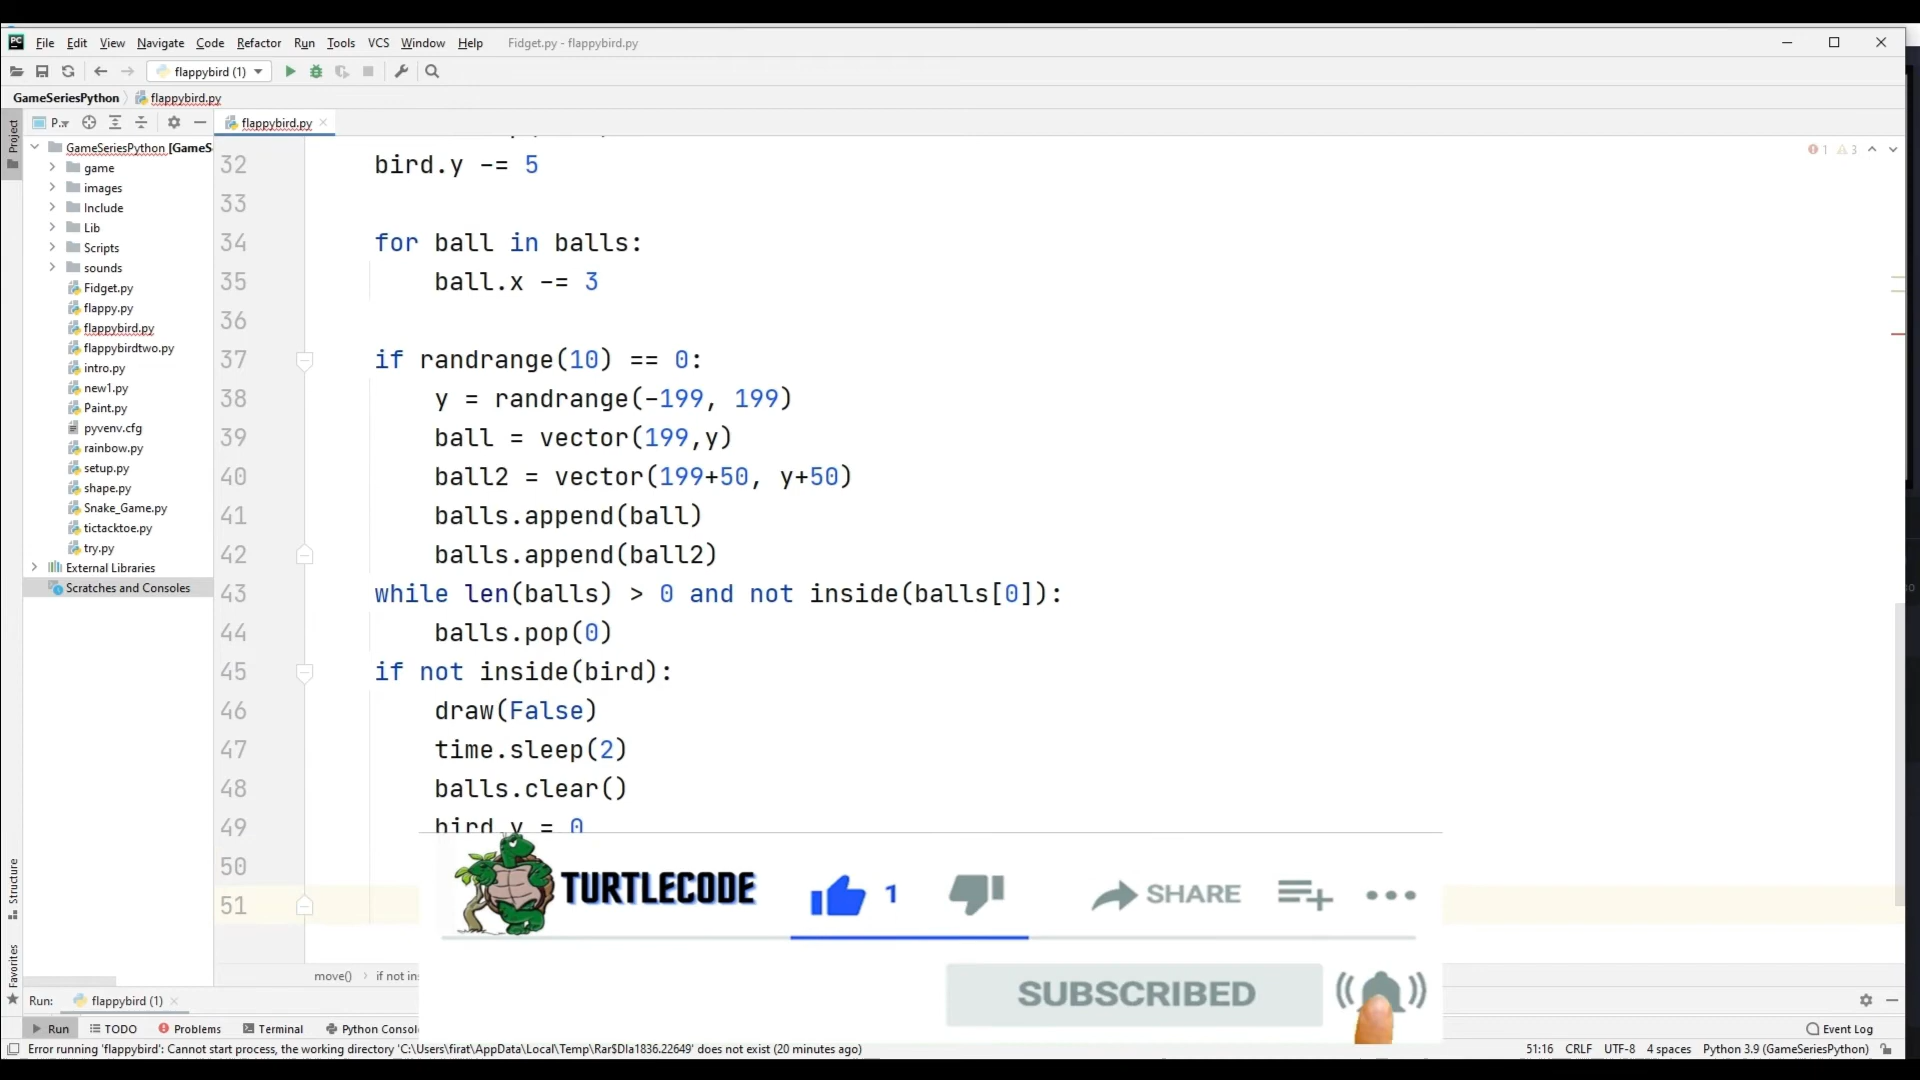 File Edit View Navigate Code Refactor Run Tools VCS Window Help Fidget.py - flappybird.py
flappybird (1)
GameSeriesPython flappybird.py
P... flappybird.py
Project
GameSeriesPython [GameS
game
images
Include
Lib
Scripts
sounds
Fidget.py
flappy.py
flappybird.py
flappybirdtwo.py
intro.py
new1.py
Paint.py
pyvenv.cfg
rainbow.py
setup.py
shape.py
Snake_Game.py
tictacktoe.py
try.py
External Libraries
Scratches and Consoles
1 3
32 bird.y -= 5
33
34 for ball in balls:
35 ball.x -= 3
36
37 if randrange(10) == 0:
38 y = randrange(-199, 199)
39 ball = vector(199,y)
40 ball2 = vector(199+50, y+50)
41 balls.append(ball)
42 balls.append(ball2)
43 while len(balls) > 0 and not inside(balls[0]):
44 balls.pop(0)
45 if not inside(bird):
46 draw(False)
47 time.sleep(2)
48 balls.clear()
49 bird.y = 0
50
51
TURTLECODE 1 SHARE
SUBSCRIBED
Structure
Favorites
move() if not in
Run: flappybird (1)
Run TODO Problems Terminal Python Consol Event Log
Error running 'flappybird': Cannot start process, the working directory 'C:\Users\firat\AppData\Local\Temp\Rar$DIa1836.22649' does not exist (20 minutes ago) 51:16 CRLF UTF-8 4 spaces Python 3.9 (GameSeriesPython)